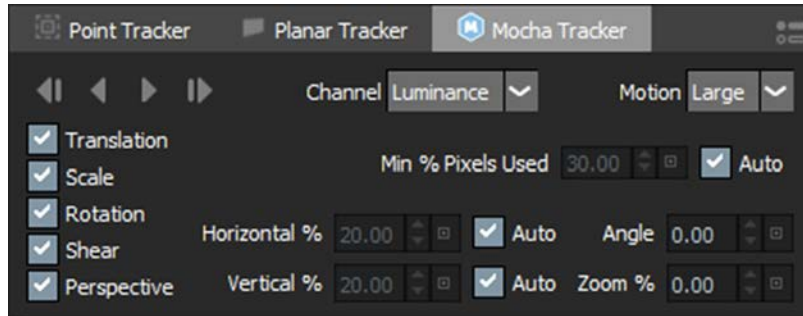 Point Tracker Planar Tracker Mocha Tracker
Channel Luminance Motion Large
Translation
Min % Pixels Used 30.00 Auto
Scale
Rotation
Horizontal % 20.00 Auto Angle 0.00
Shear
Perspective Vertical % 20.00 Auto Zoom % 0.00